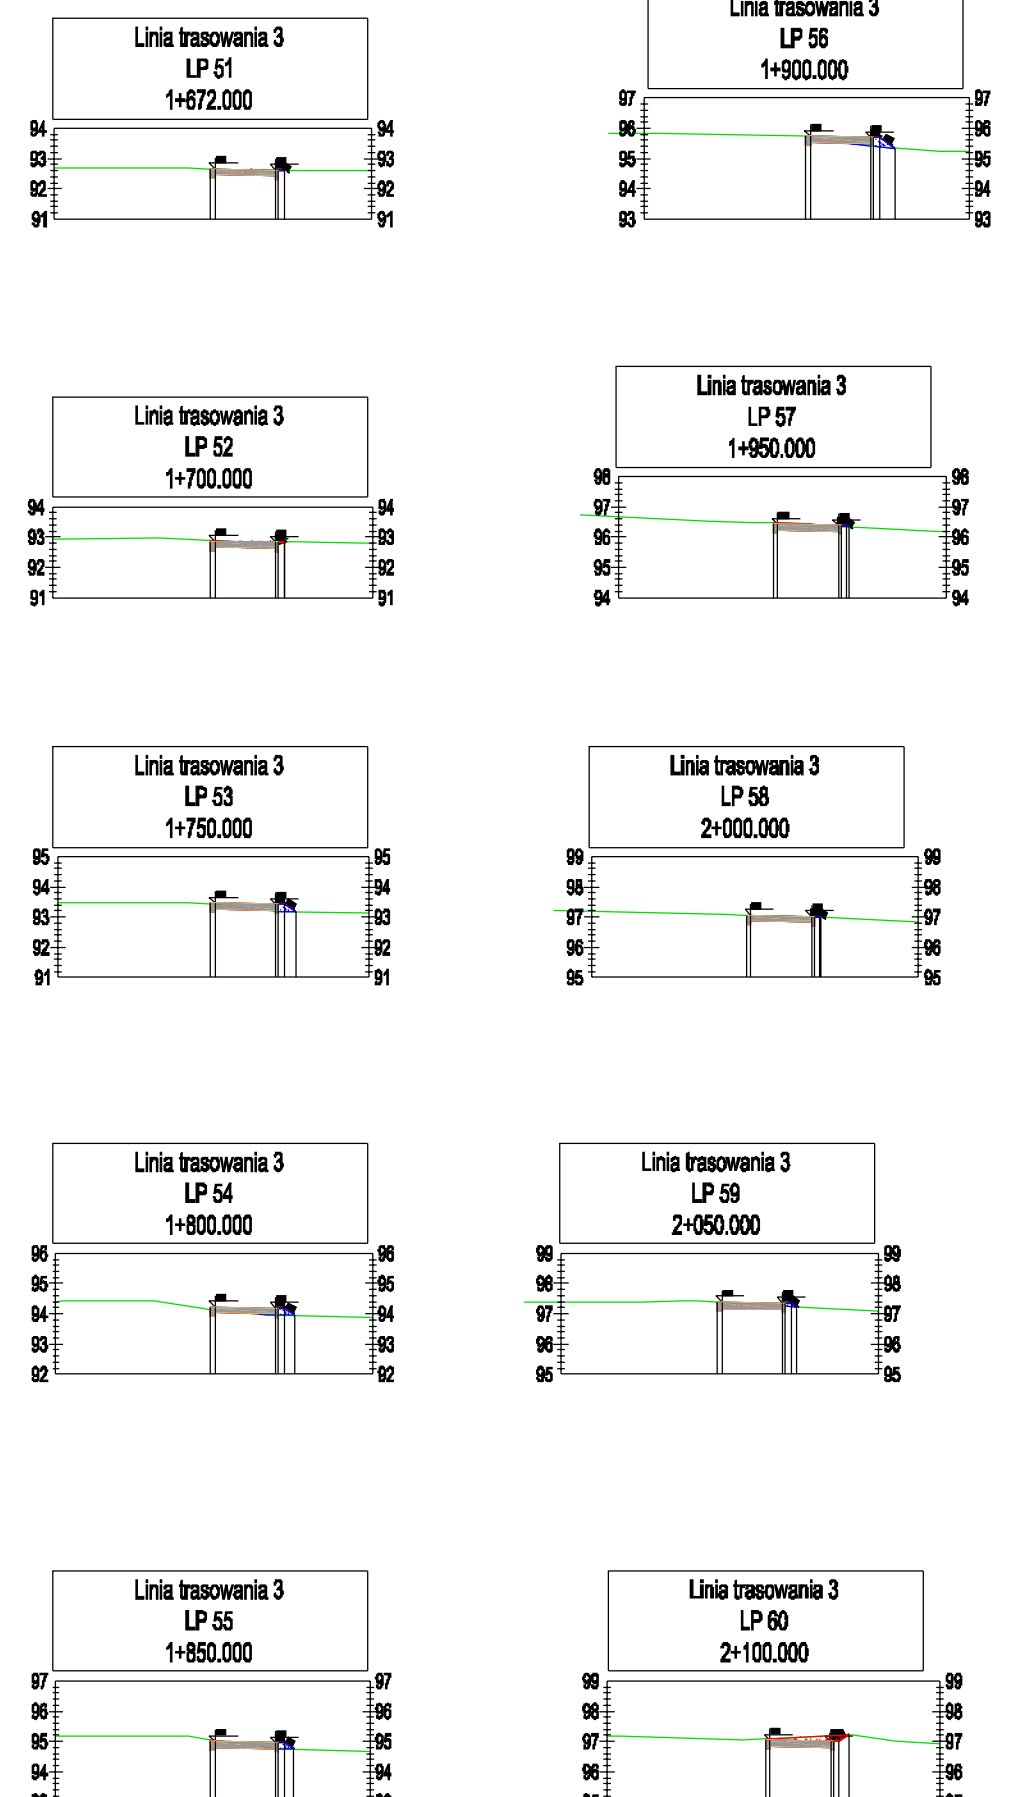 Linia trasowania 3
LP 51
1+672.000
94 94
93 93
92 92
91 91
Linia trasowania 3
LP 52
1+700.000
94 94
93 93
92 92
91 91
Linia trasowania 3
LP 53
1+750.000
95 95
94 94
93 93
92 92
91 91
Linia trasowania 3
LP 54
1+800.000
96 96
95 95
94 94
93 93
92 92
Linia trasowania 3
LP 55
1+850.000
97 97
96 96
95 95
94 94
Linia trasowania 3
LP 56
1+900.000
97 97
96 96
95 95
94 94
93 93
Linia trasowania 3
LP 57
1+950.000
98 98
97 97
96 96
95 95
94 94
Linia trasowania 3
LP 58
2+000.000
99 99
98 98
97 97
96 96
95 95
Linia trasowania 3
LP 59
2+050.000
99 99
98 98
97 97
96 96
95 95
Linia trasowania 3
LP 60
2+100.000
99 99
98 98
97 97
96 96